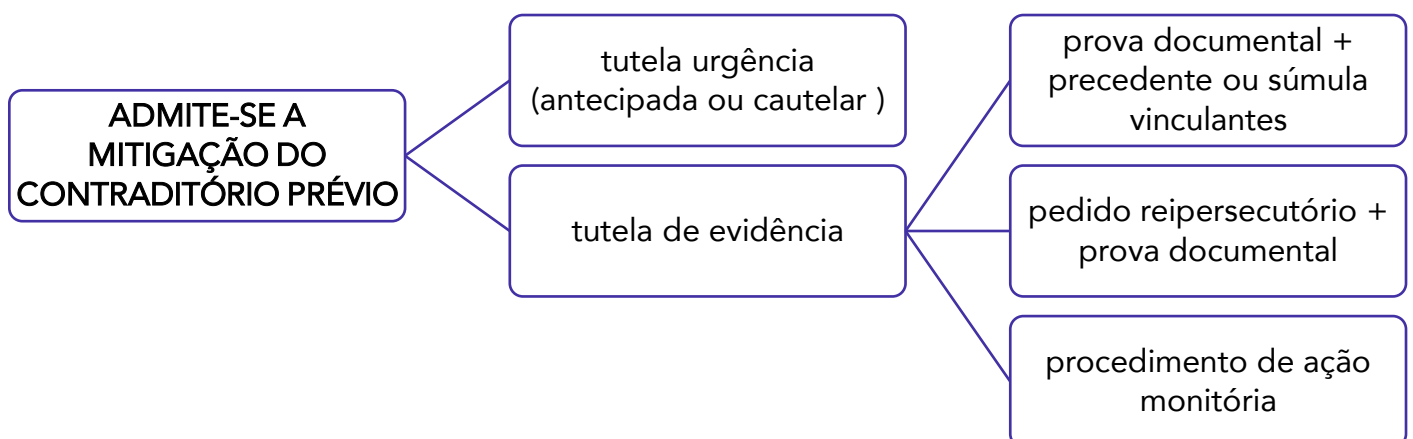 ADMITE-SE A
MITIGAÇÃO DO
CONTRADITÓRIO PRÉVIO
tutela urgência
(antecipada ou cautelar )
tutela de evidência
prova documental +
precedente ou súmula
vinculantes
pedido reipersecutório +
prova documental
procedimento de ação
monitória